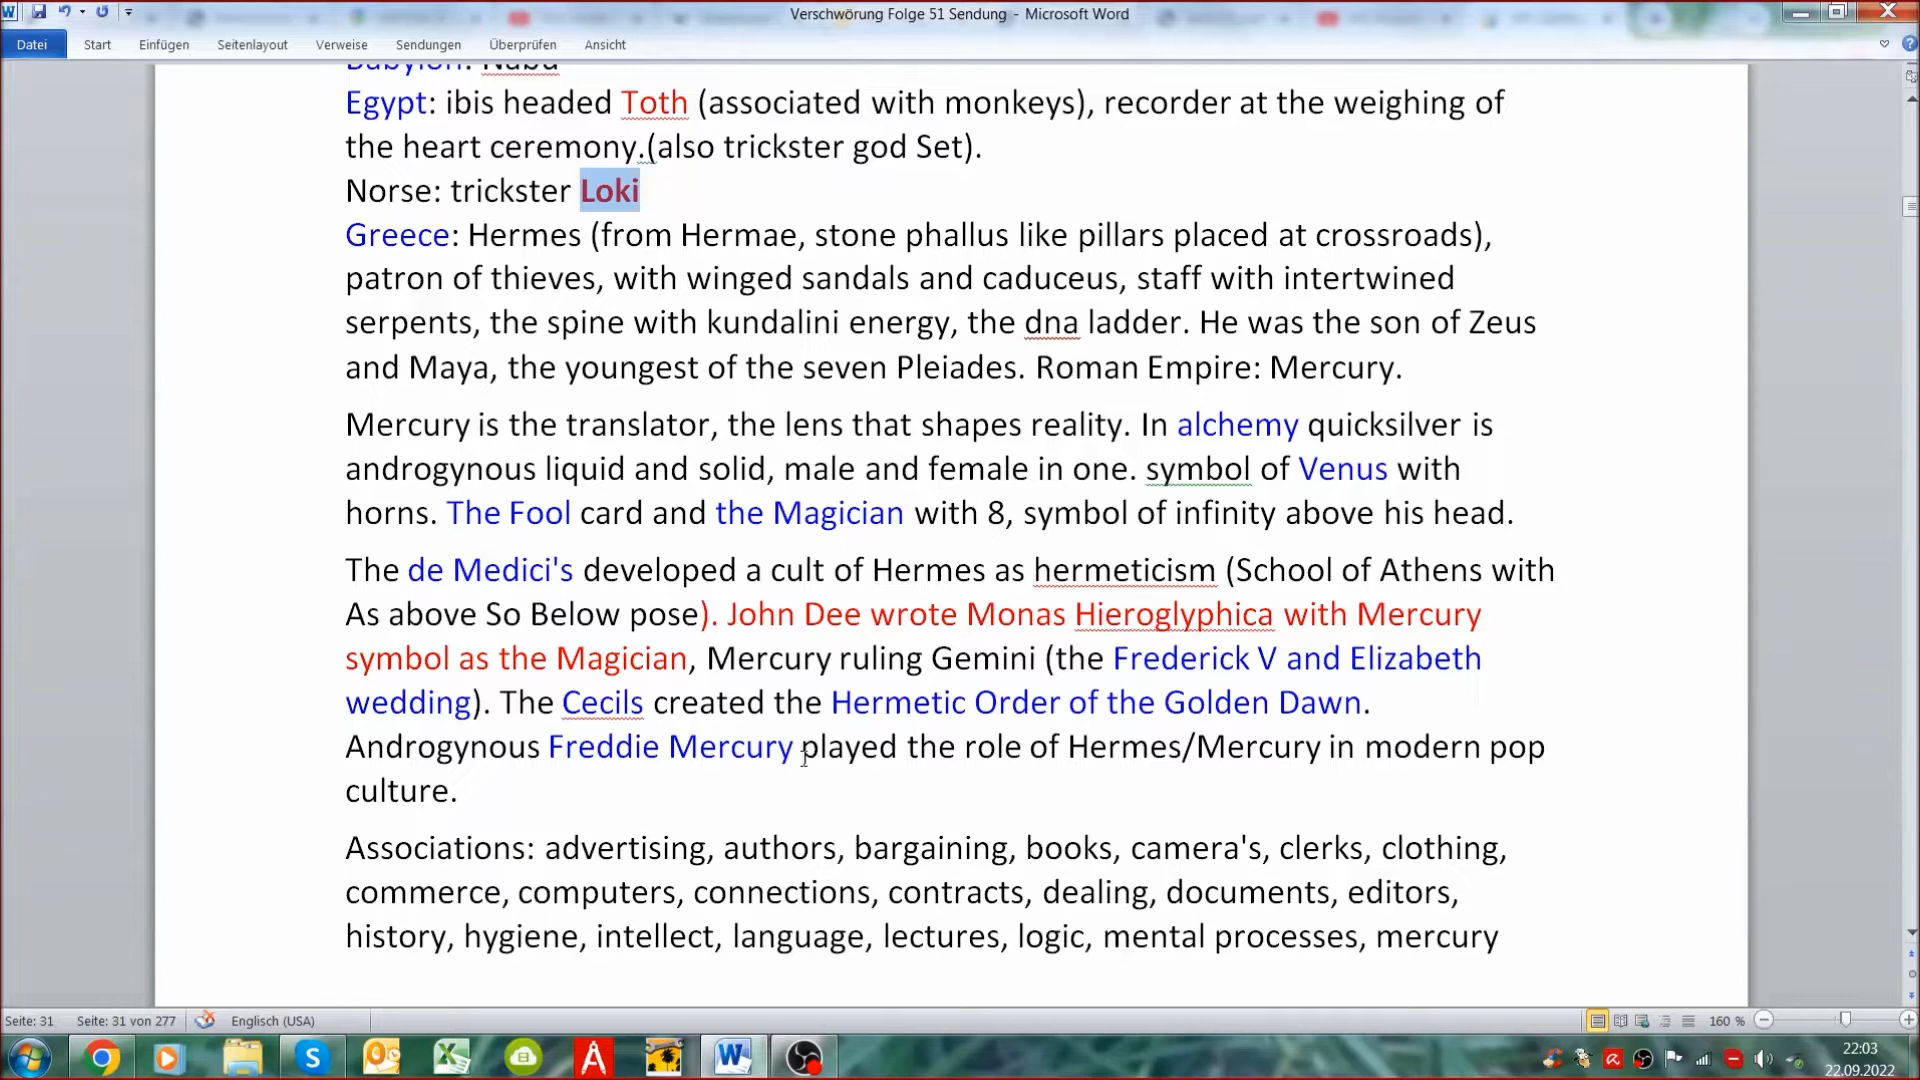 Verschwörung Folge 51 Sendung - Microsoft Word
Datei Start Einfügen Seitenlayout Verweise Sendungen Überprüfen Ansicht
Babylon: Nabu
Egypt: ibis headed Toth (associated with monkeys), recorder at the weighing of
the heart ceremony.(also trickster god Set).
Norse: trickster Loki
Greece: Hermes (from Hermae, stone phallus like pillars placed at crossroads),
patron of thieves, with winged sandals and caduceus, staff with intertwined
serpents, the spine with kundalini energy, the dna ladder. He was the son of Zeus
and Maya, the youngest of the seven Pleiades. Roman Empire: Mercury.
Mercury is the translator, the lens that shapes reality. In alchemy quicksilver is
androgynous liquid and solid, male and female in one. symbol of Venus with
horns. The Fool card and the Magician with 8, symbol of infinity above his head.
The de Medici's developed a cult of Hermes as hermeticism (School of Athens with
As above So Below pose). John Dee wrote Monas Hieroglyphica with Mercury
symbol as the Magician, Mercury ruling Gemini (the Frederick V and Elizabeth
wedding). The Cecils created the Hermetic Order of the Golden Dawn.
Androgynous Freddie Mercury played the role of Hermes/Mercury in modern pop
culture.
Associations: advertising, authors, bargaining, books, camera's, clerks, clothing,
commerce, computers, connections, contracts, dealing, documents, editors,
history, hygiene, intellect, language, lectures, logic, mental processes, mercury
Seite: 31 Seite: 31 von 277 Englisch (USA) 160 %
22:03
22.09.2022